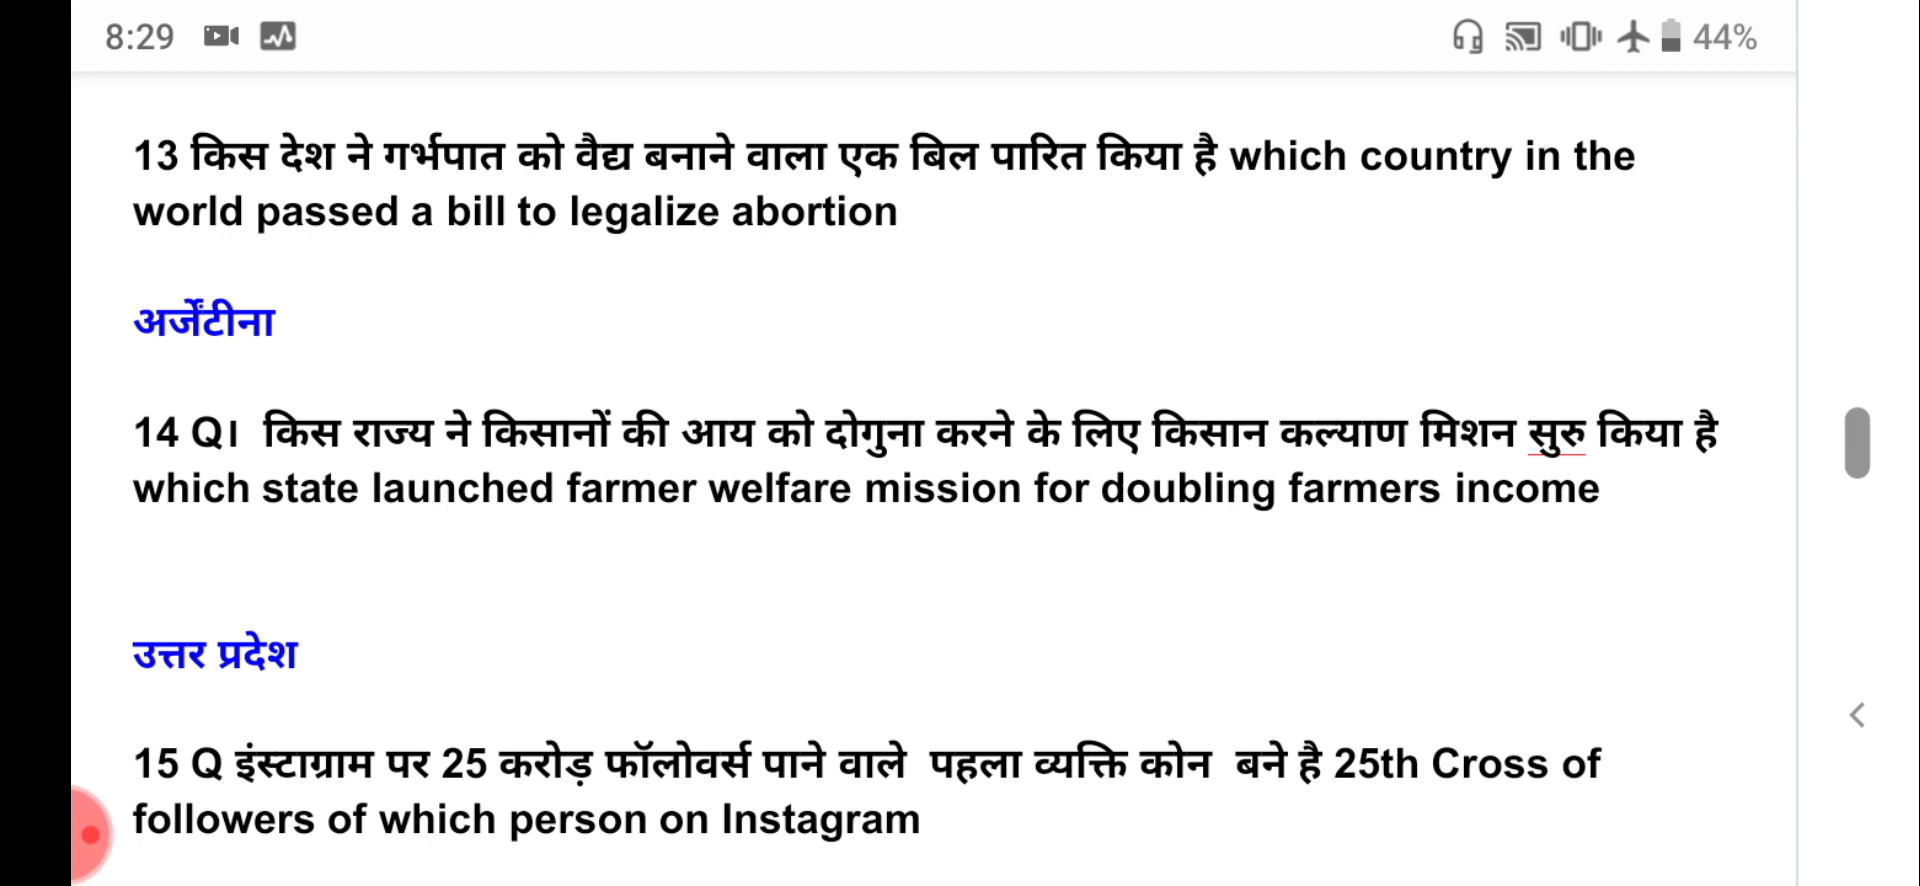 8:29 44%
13 किस देश ने गर्भपात को वैद्य बनाने वाला एक बिल पारित किया है which country in the
world passed a bill to legalize abortion
अर्जेंटीना
14 Q। किस राज्य ने किसानों की आय को दोगुना करने के लिए किसान कल्याण मिशन सुरु किया है
which state launched farmer welfare mission for doubling farmers income
उत्तर प्रदेश
15 Q इंस्टाग्राम पर 25 करोड़ फॉलोवर्स पाने वाले पहला व्यक्ति कोन बने है 25th Cross of
followers of which person on Instagram